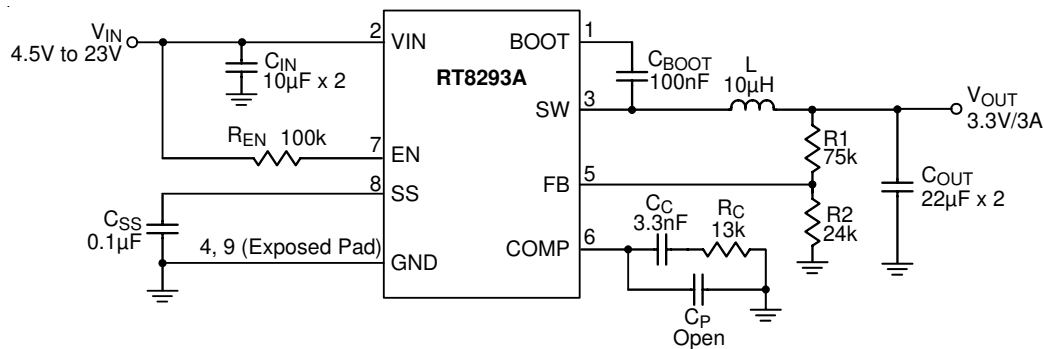 V_IN
4.5V to 23V
C_IN
10µF x 2
R_EN 100k
C_SS
0.1µF
4, 9 (Exposed Pad)
2
7
8
VIN
EN
SS
GND
RT8293A
BOOT
SW
FB
COMP
1
3
5
6
C_BOOT
100nF
L
10µH
V_OUT
3.3V/3A
R1
75k
R2
24k
C_OUT
22µF x 2
C_C
3.3nF
R_C
13k
C_P
Open